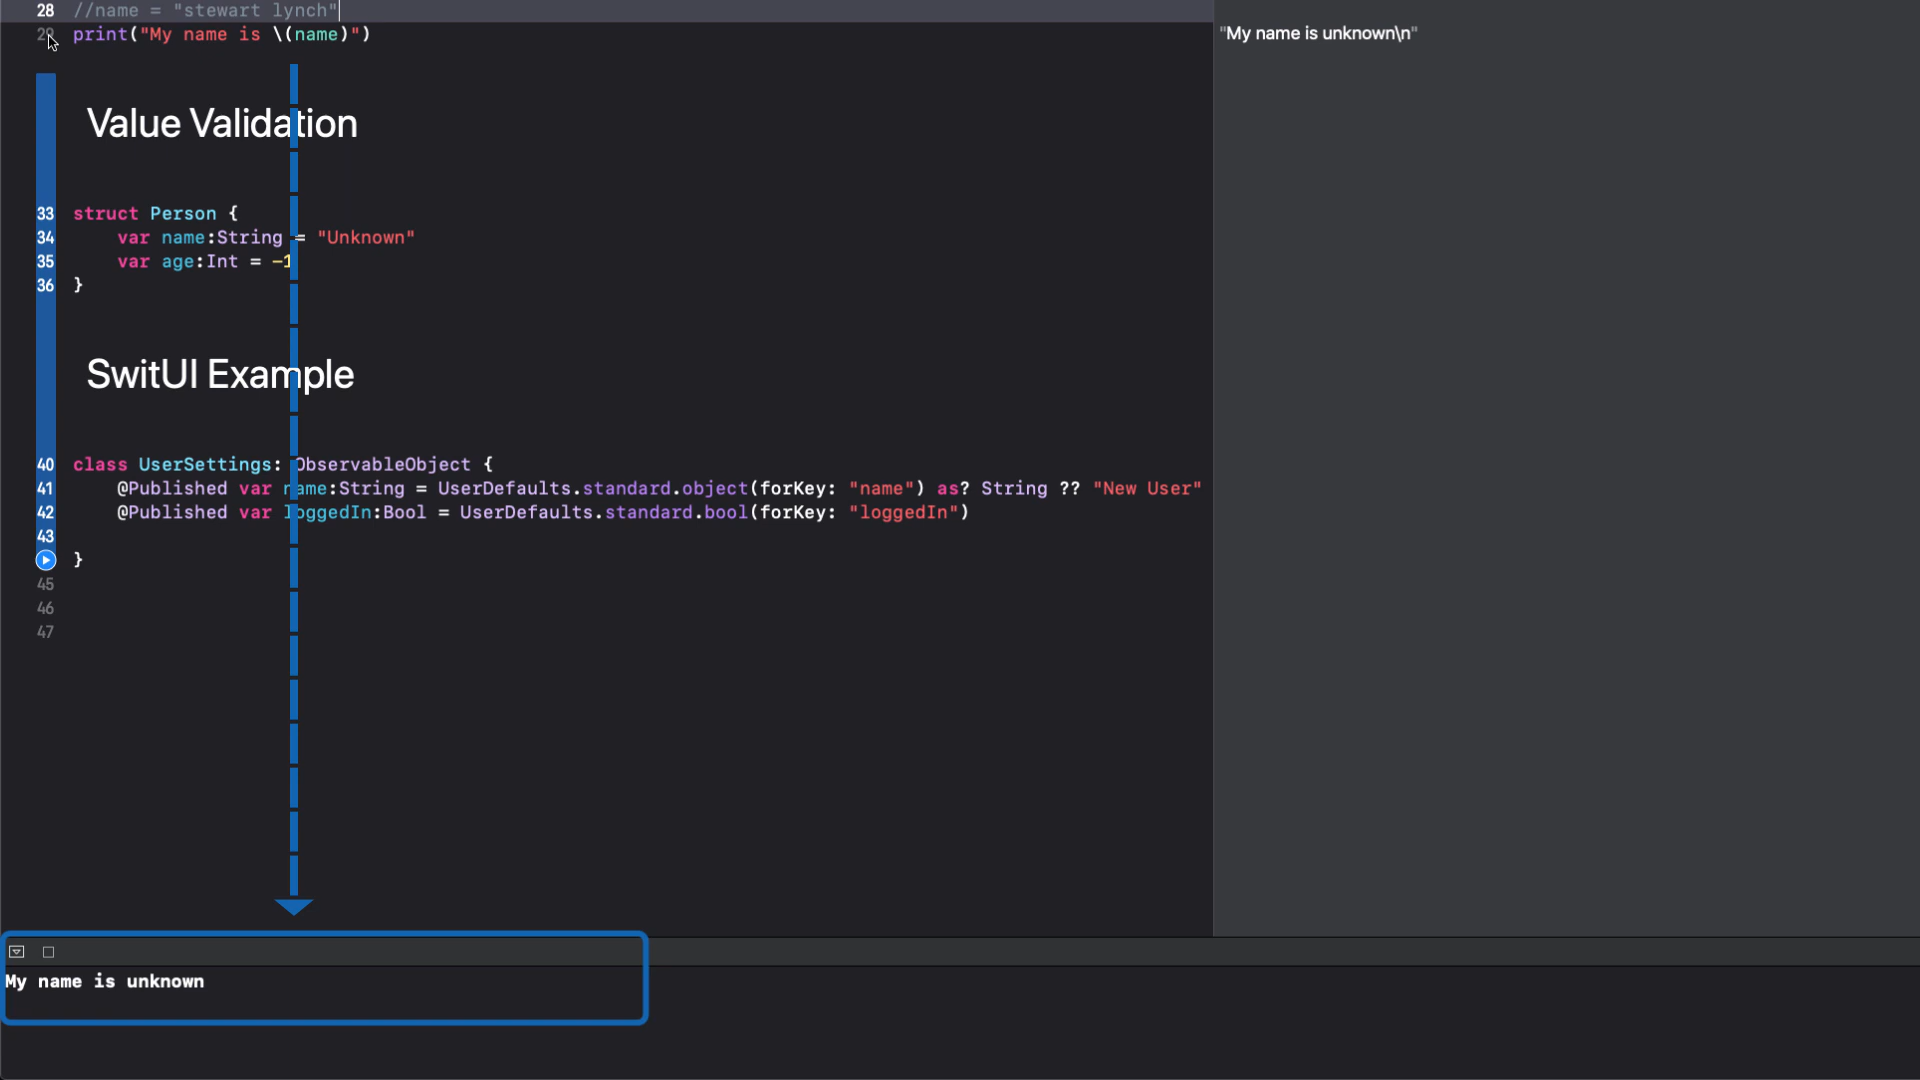 28 //name = "stewart lynch"
29 print("My name is \(name)")
"My name is unknown\n"
Value Validation
33 struct Person {
34 var name:String = "Unknown"
35 var age:Int = -1
36 }
SwitUI Example
40 class UserSettings: ObservableObject {
41 @Published var name:String = UserDefaults.standard.object(forKey: "name") as? String ?? "New User"
42 @Published var loggedIn:Bool = UserDefaults.standard.bool(forKey: "loggedIn")
43
}
45
46
47
My name is unknown